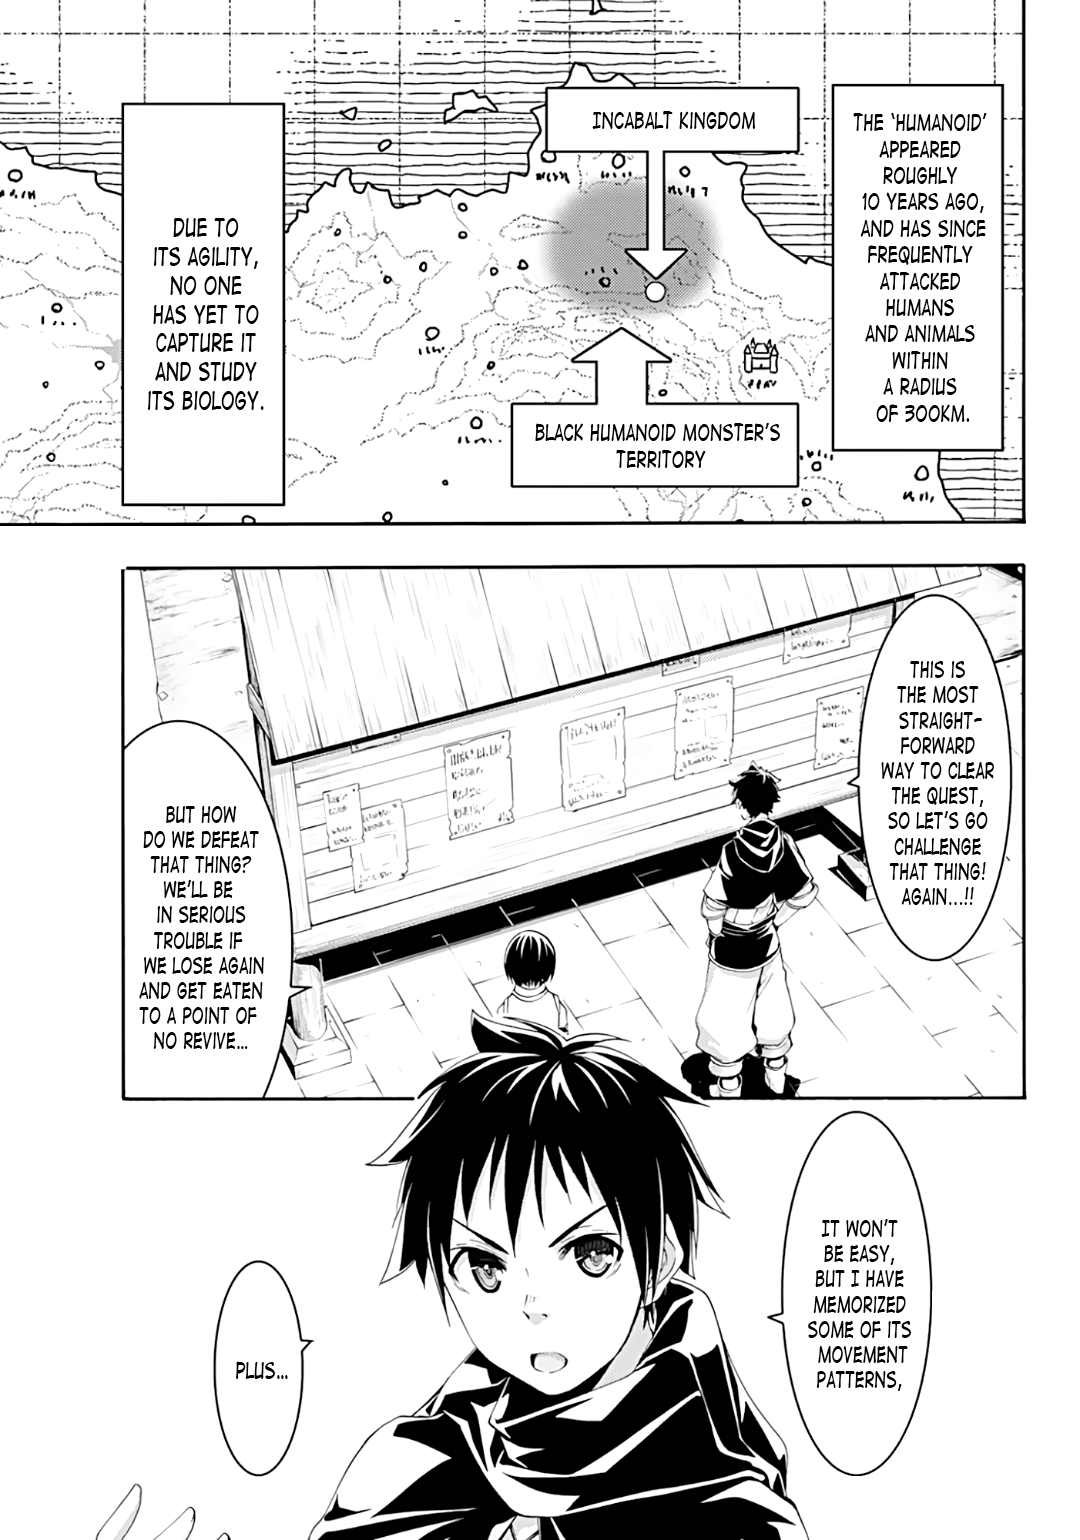 THE ‘HUMANOID’
APPEARED
ROUGHLY
10 YEARS AGO,
AND HAS SINCE
FREQUENTLY
ATTACKED
HUMANS
AND ANIMALS
WITHIN
A RADIUS
OF 300KM.
INCABALT KINGDOM
BLACK HUMANOID MONSTER'S
TERRITORY
DUE TO
ITS AGILITY,
NO ONE
HAS YET TO
CAPTURE IT
AND STUDY
ITS BIOLOGY.
THIS IS
THE MOST
STRAIGHT-
FORWARD
WAY TO CLEAR
THE QUEST,
SO LET'S GO
CHALLENGE
THAT THING!
AGAIN...!!
BUT HOW
DO WE DEFEAT
THAT THING?
WE'LL BE
IN SERIOUS
TROUBLE IF
WE LOSE AGAIN
AND GET EATEN
TO A POINT OF
NO REVIVE...
IT WON'T
BE EASY,
BUT I HAVE
MEMORIZED
SOME OF ITS
MOVEMENT
PATTERNS,
PLUS...